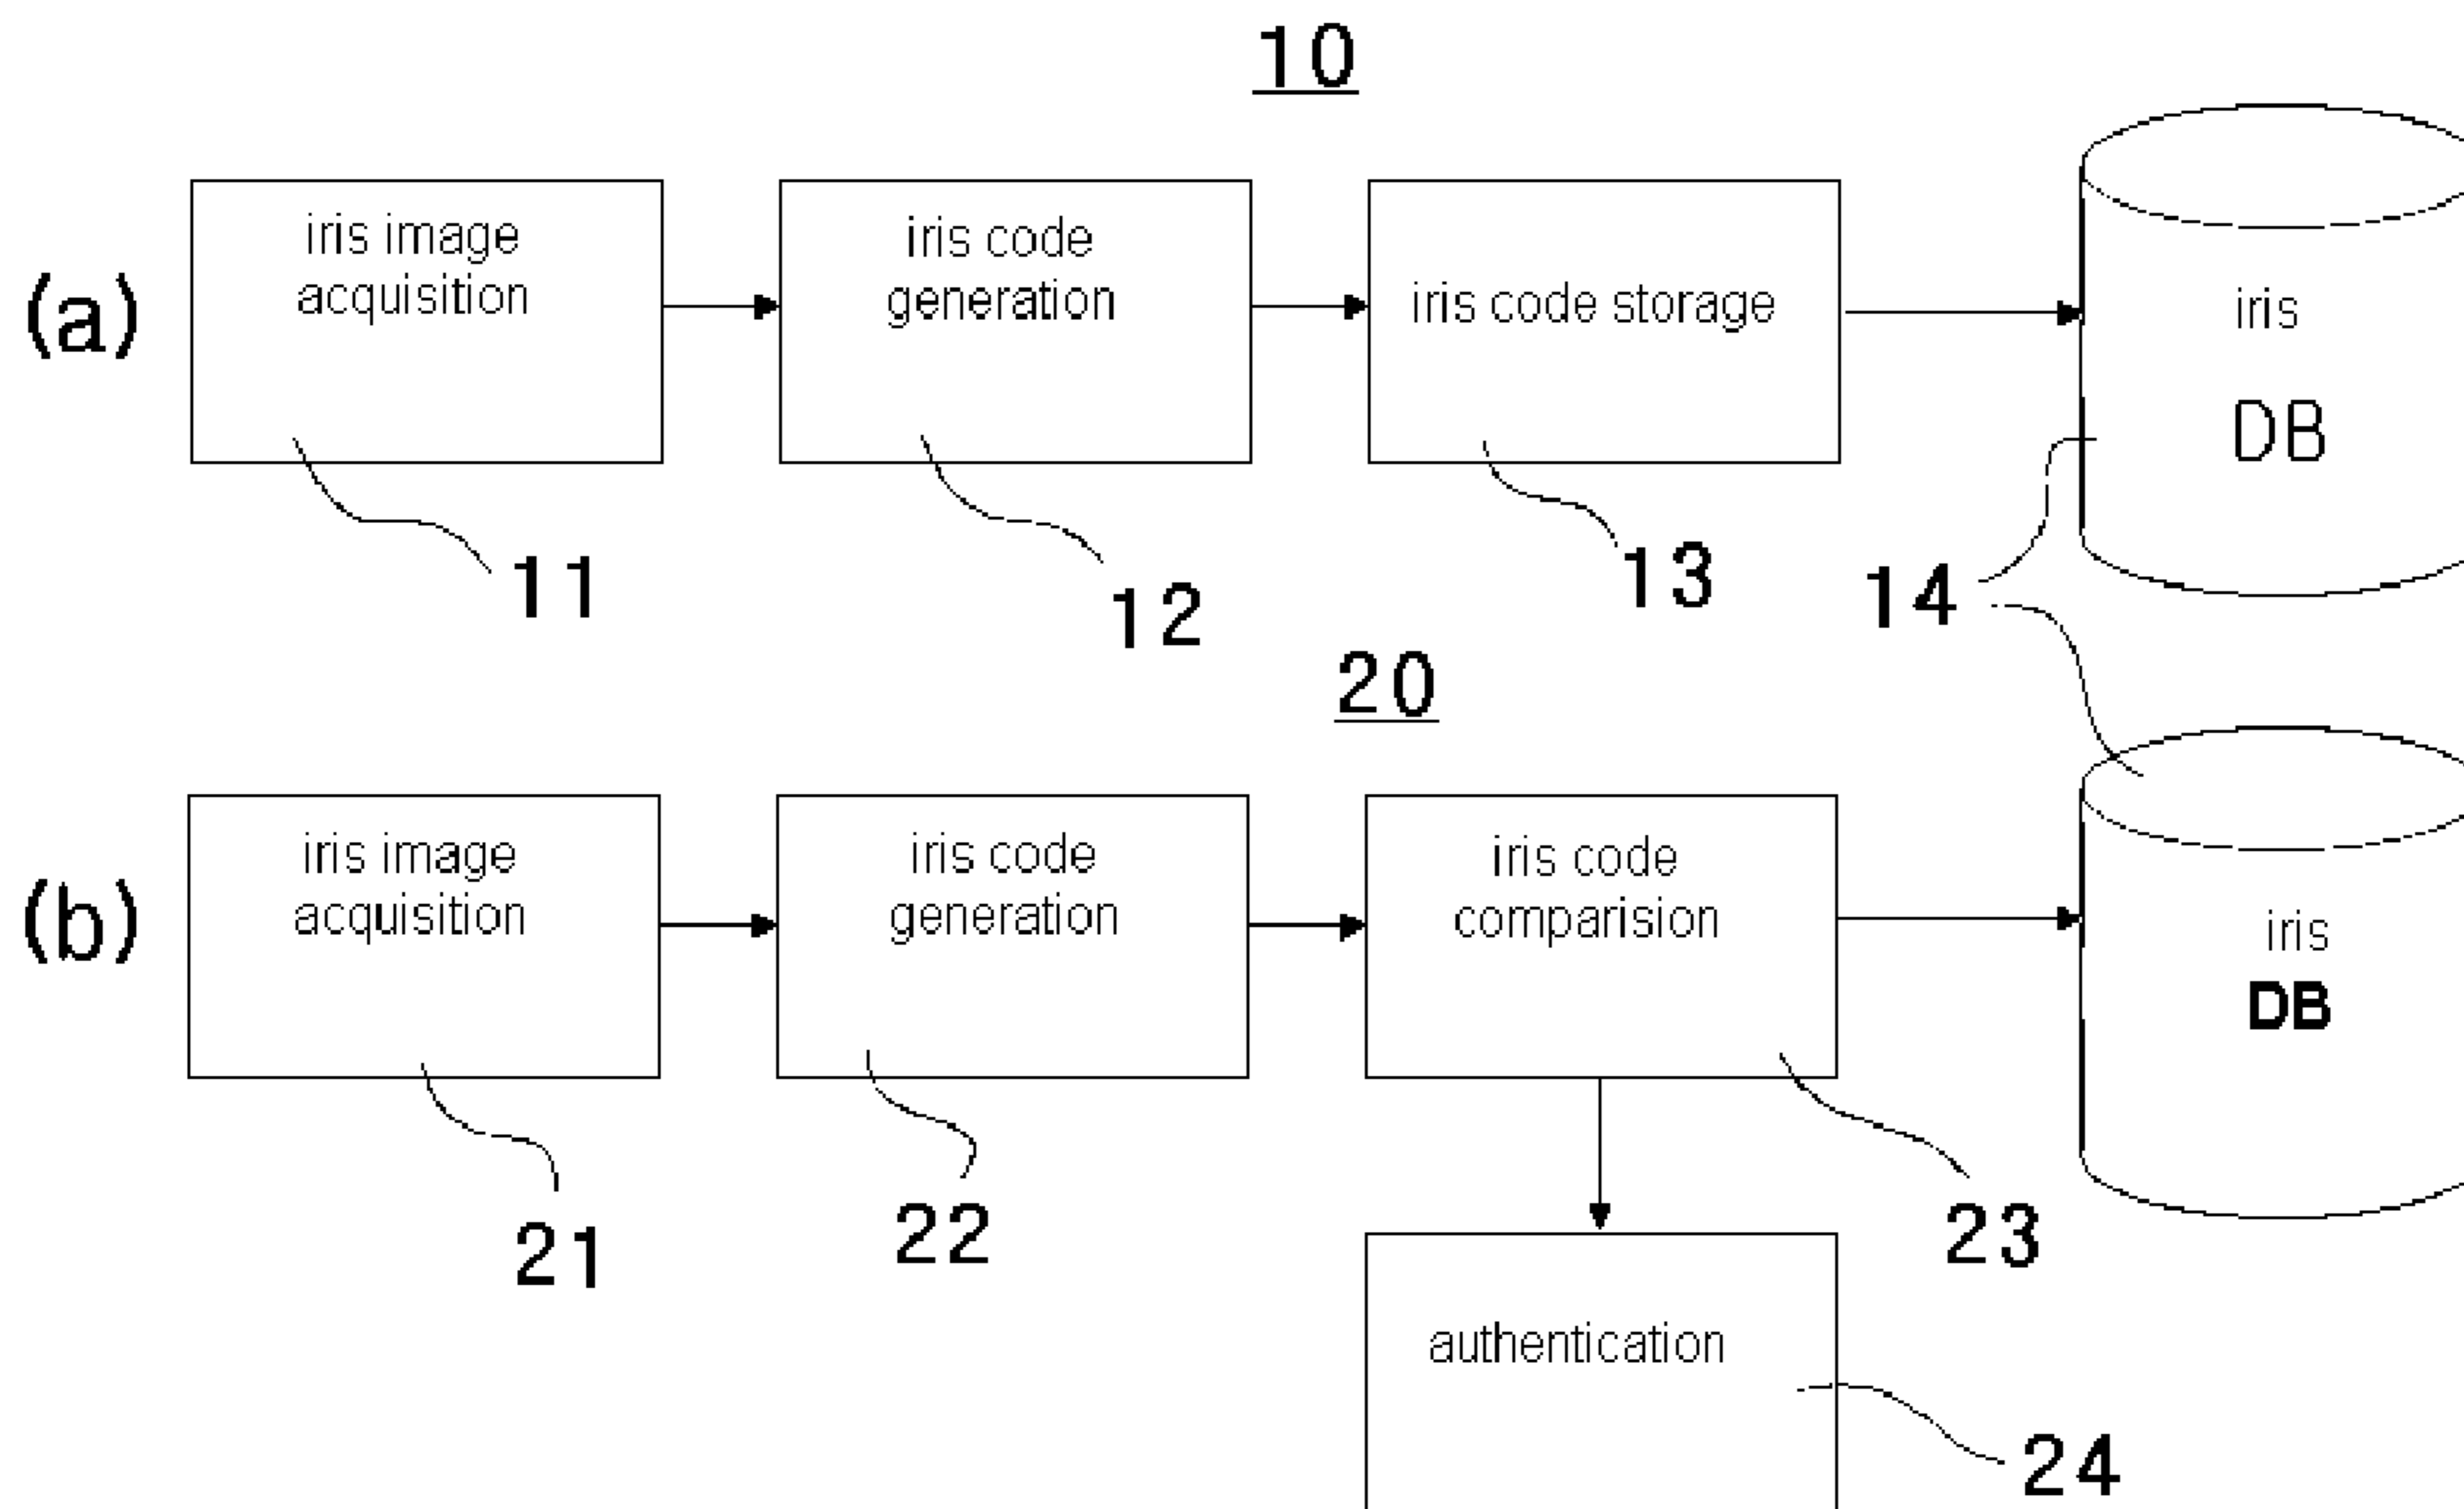 10
(a)
iris image
acquisition
iris code
generation
iris code storage
iris
DB
11
12
13
14
20
(b)
iris image
acquisition
iris code
generation
iris code
comparision
iris
DB
21
22
23
authentication
24